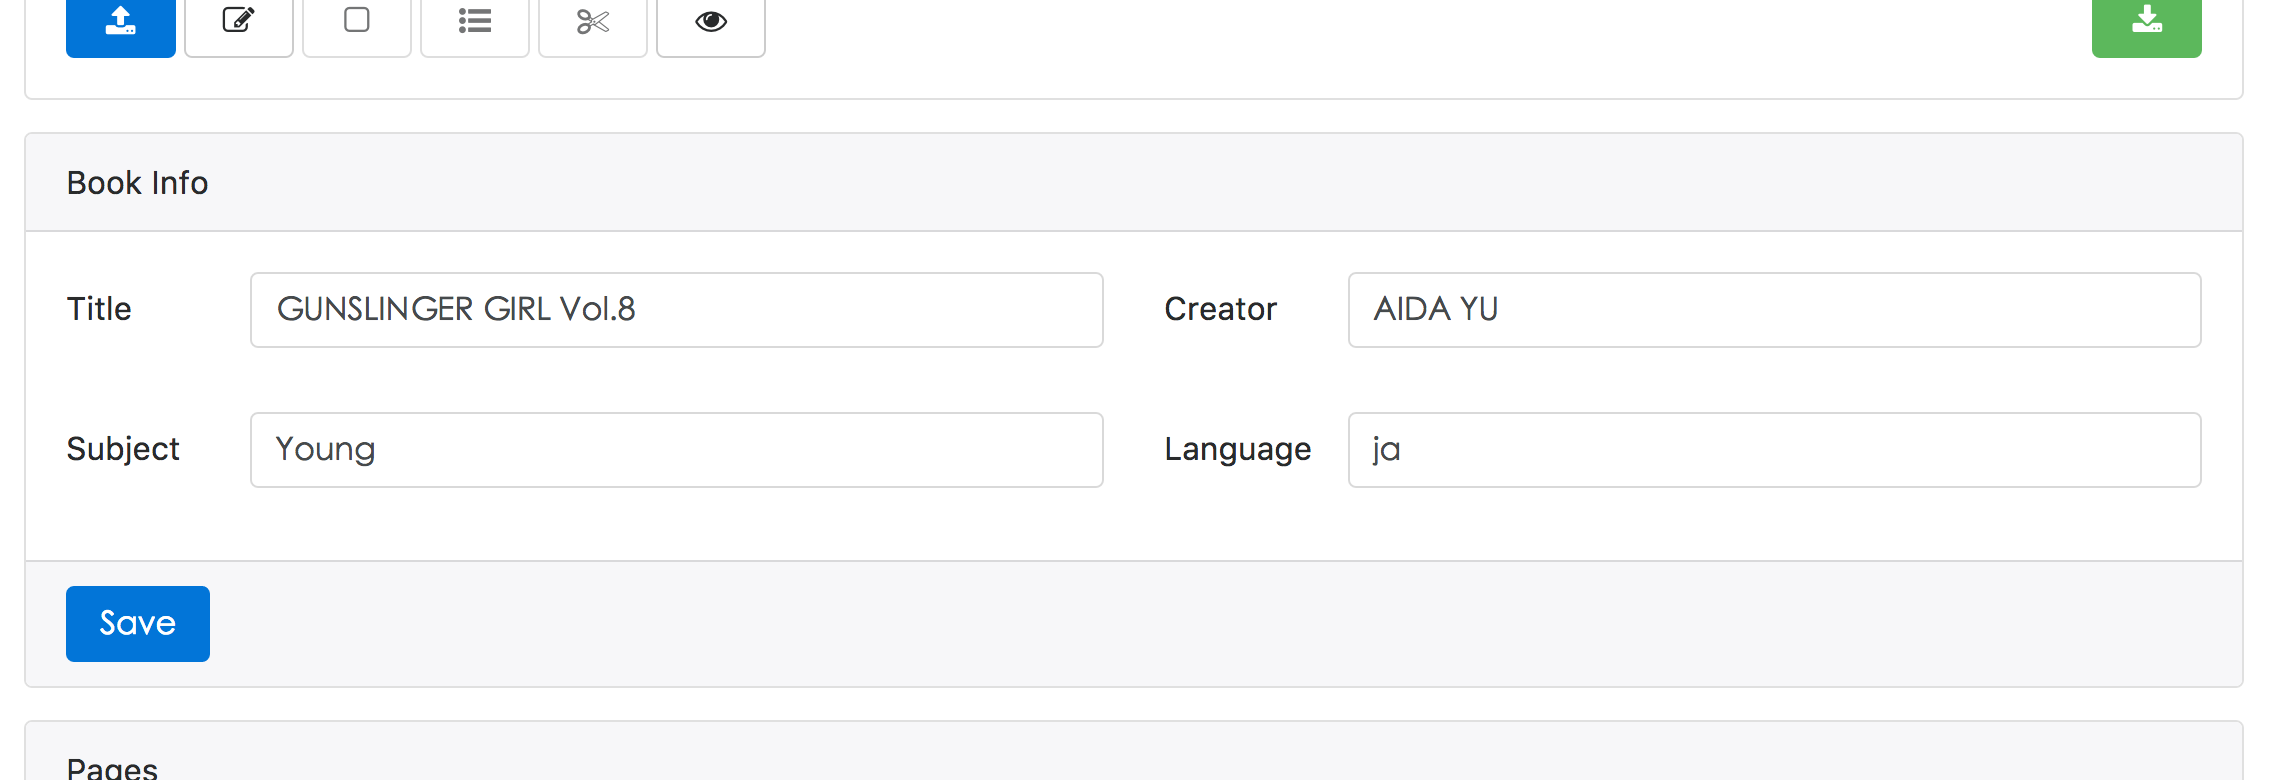 Book Info
Title GUNSLINGER GIRL Vol.8 Creator AIDA YU
Subject Young Language ja
Save
Pages